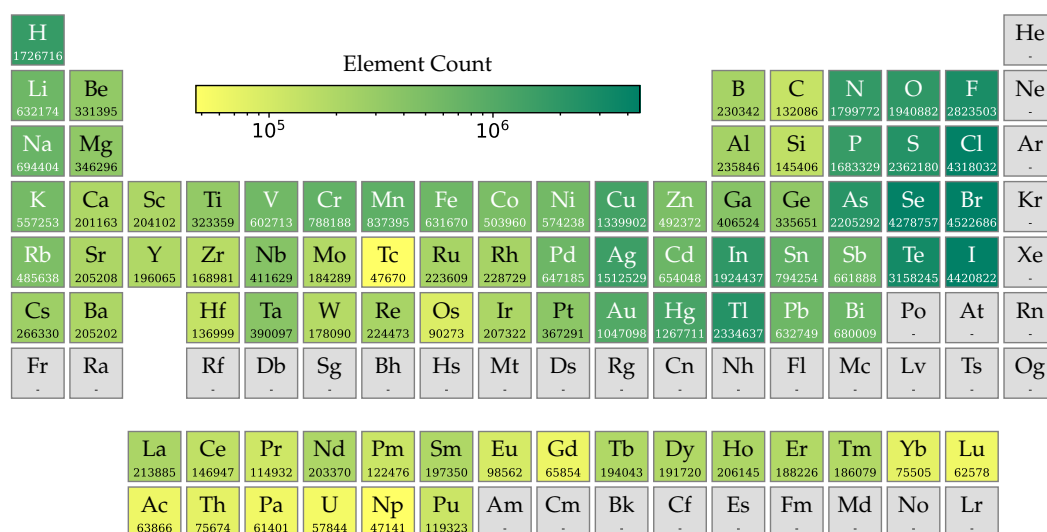 H He
1726716 -
Element Count
Li Be B C N O F Ne
632174 331395 230342 132086 1799772 1940882 2823503 -
10^5 10^6
Na Mg Al Si P S Cl Ar
694404 346296 235846 145406 1683329 2362180 4318032 -
K Ca Sc Ti V Cr Mn Fe Co Ni Cu Zn Ga Ge As Se Br Kr
557253 201163 204102 323359 602713 788188 837395 631670 503960 574238 1339902 492372 406524 335651 2205292 4278757 4522686 -
Rb Sr Y Zr Nb Mo Tc Ru Rh Pd Ag Cd In Sn Sb Te I Xe
485638 205208 196065 168981 411629 184289 47670 223609 228729 647185 1512529 654048 1924437 794254 661888 3158245 4420822 -
Cs Ba Hf Ta W Re Os Ir Pt Au Hg Tl Pb Bi Po At Rn
266330 205202 136999 390097 178090 224473 90273 207322 367291 1047098 1267711 2334637 632749 680009 - - -
Fr Ra Rf Db Sg Bh Hs Mt Ds Rg Cn Nh Fl Mc Lv Ts Og
- - - - - - - - - - - - - - - - -
La Ce Pr Nd Pm Sm Eu Gd Tb Dy Ho Er Tm Yb Lu
213885 146947 114932 203370 122476 197350 98562 65854 194043 191720 206145 188226 186079 75505 62578
Ac Th Pa U Np Pu Am Cm Bk Cf Es Fm Md No Lr
63866 75674 61401 57844 47141 119323 - - - - - - - - -